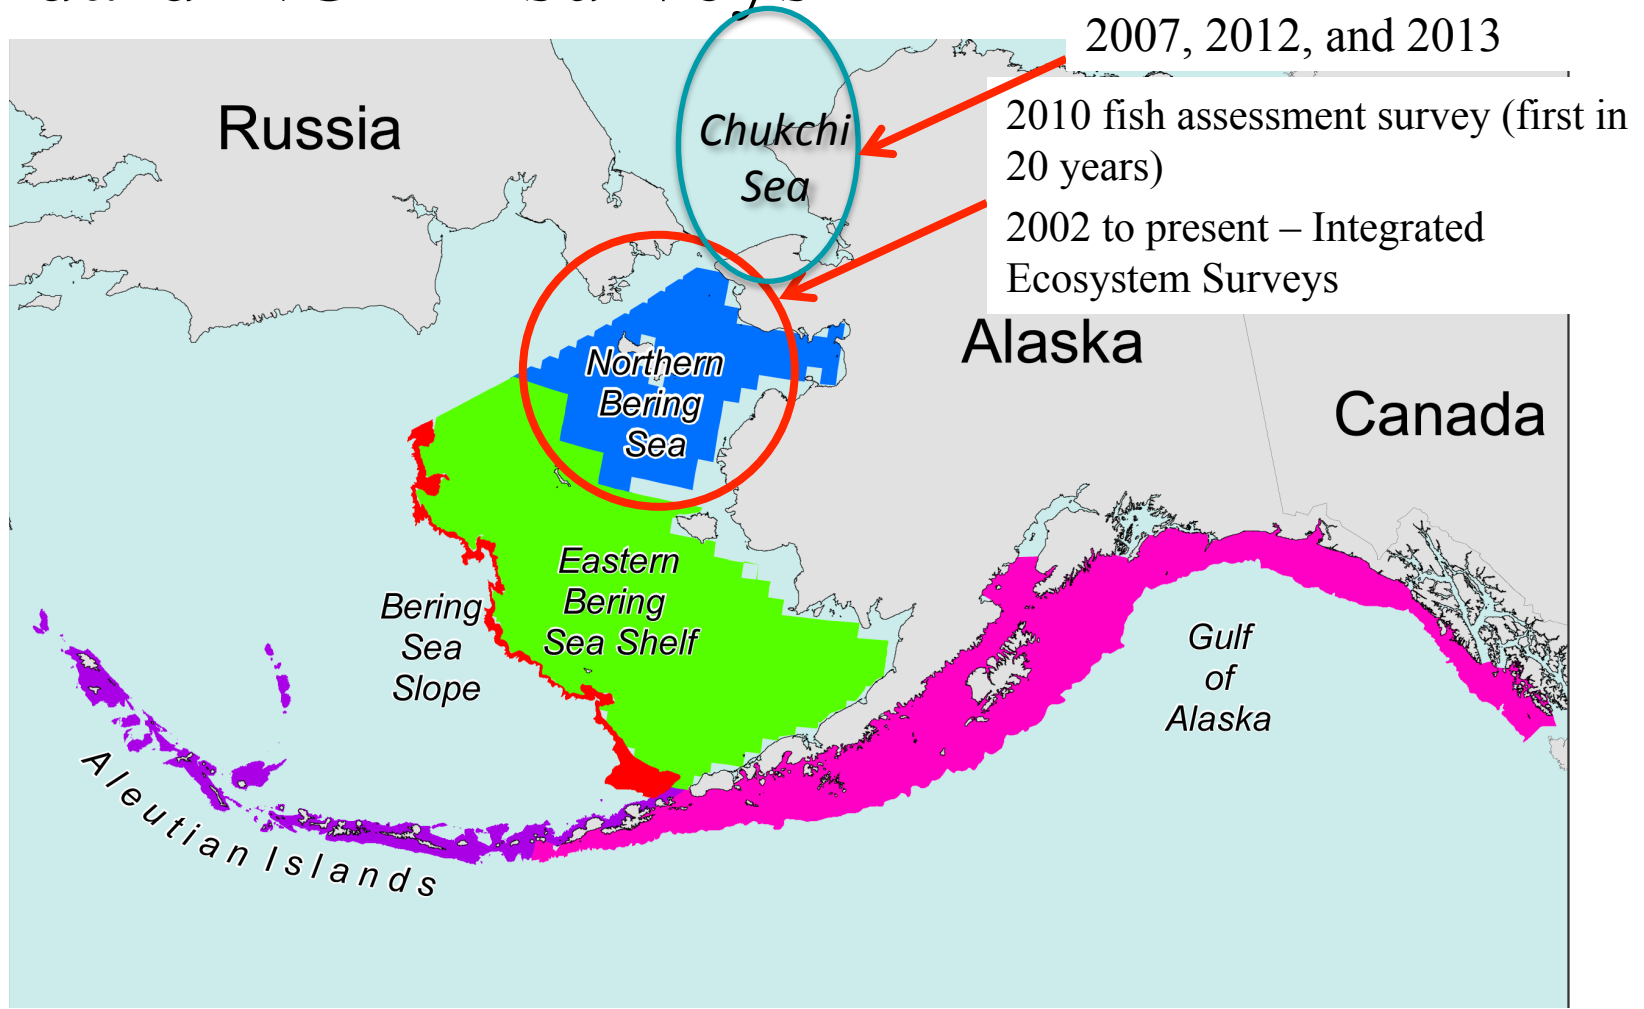 2007, 2012, and 2013
2010 fish assessment survey (first in
20 years)
2002 to present – Integrated
Ecosystem Surveys
Russia
Chukchi
Sea
Alaska
Canada
Northern
Bering
Sea
Eastern
Bering
Sea Shelf
Bering
Sea
Slope
Gulf
of
Alaska
Aleutian Islands